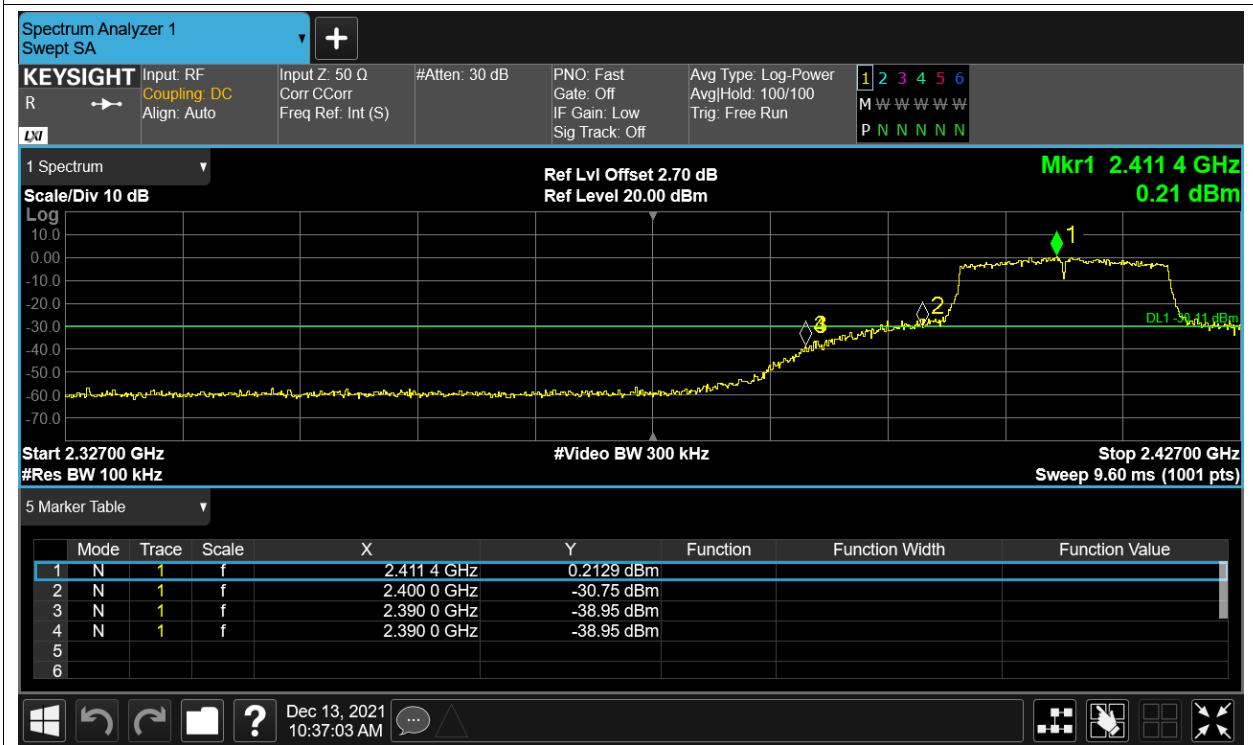 Spectrum Analyzer 1
Swept SA
KEYSIGHT Input: RF Input Z: 50 Ω #Atten: 30 dB PNO: Fast Avg Type: Log-Power 1 2 3 4 5 6
R Coupling: DC Corr CCorr Gate: Off Avg|Hold: 100/100 M W W W W W
Align: Auto Freq Ref: Int (S) IF Gain: Low Trig: Free Run
LXI Sig Track: Off P N N N N N
1 Spectrum Ref Lvl Offset 2.70 dB Mkr1 2.411 4 GHz
Scale/Div 10 dB Ref Level 20.00 dBm 0.21 dBm
Log
10.0 1
0.00
-10.0
-20.0 2
-30.0 DL1 -30.11 dBm
-40.0
-50.0
-60.0
-70.0
Start 2.32700 GHz #Video BW 300 kHz Stop 2.42700 GHz
#Res BW 100 kHz Sweep 9.60 ms (1001 pts)
5 Marker Table
Mode Trace Scale X Y Function Function Width Function Value
1 N 1 f 2.411 4 GHz 0.2129 dBm
2 N 1 f 2.400 0 GHz -30.75 dBm
3 N 1 f 2.390 0 GHz -38.95 dBm
4 N 1 f 2.390 0 GHz -38.95 dBm
5
6
? Dec 13, 2021
10:37:03 AM